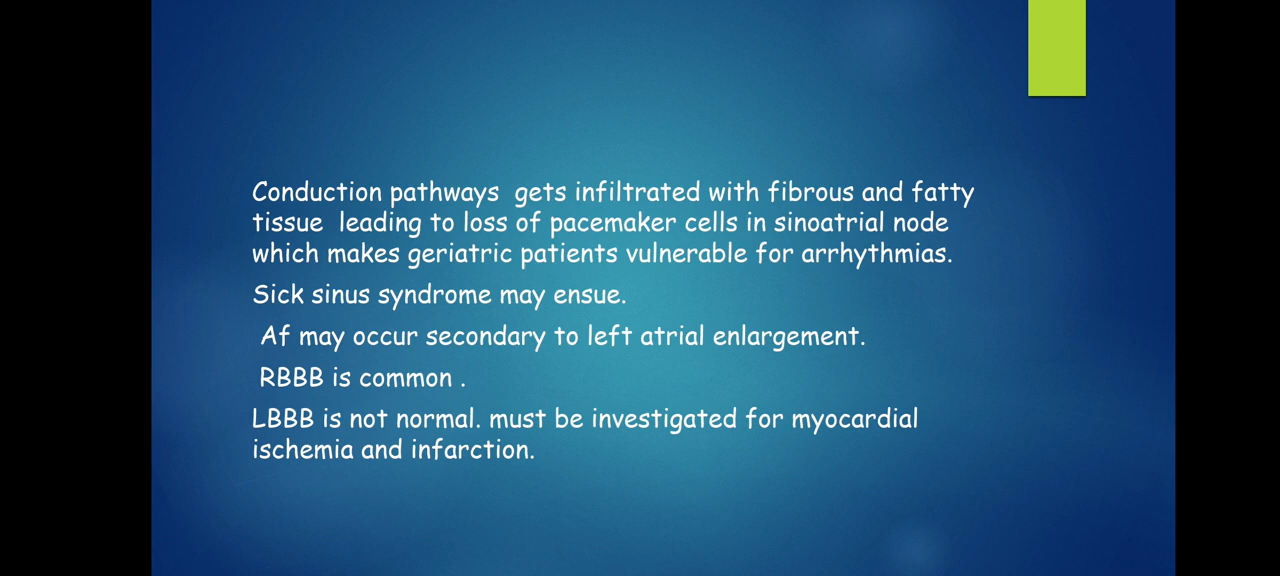 Conduction pathways  gets infiltrated with fibrous and fatty
tissue  leading to loss of pacemaker cells in sinoatrial node
which makes geriatric patients vulnerable for arrhythmias.
Sick sinus syndrome may ensue.
Af may occur secondary to left atrial enlargement.
RBBB is common .
LBBB is not normal. must be investigated for myocardial
ischemia and infarction.